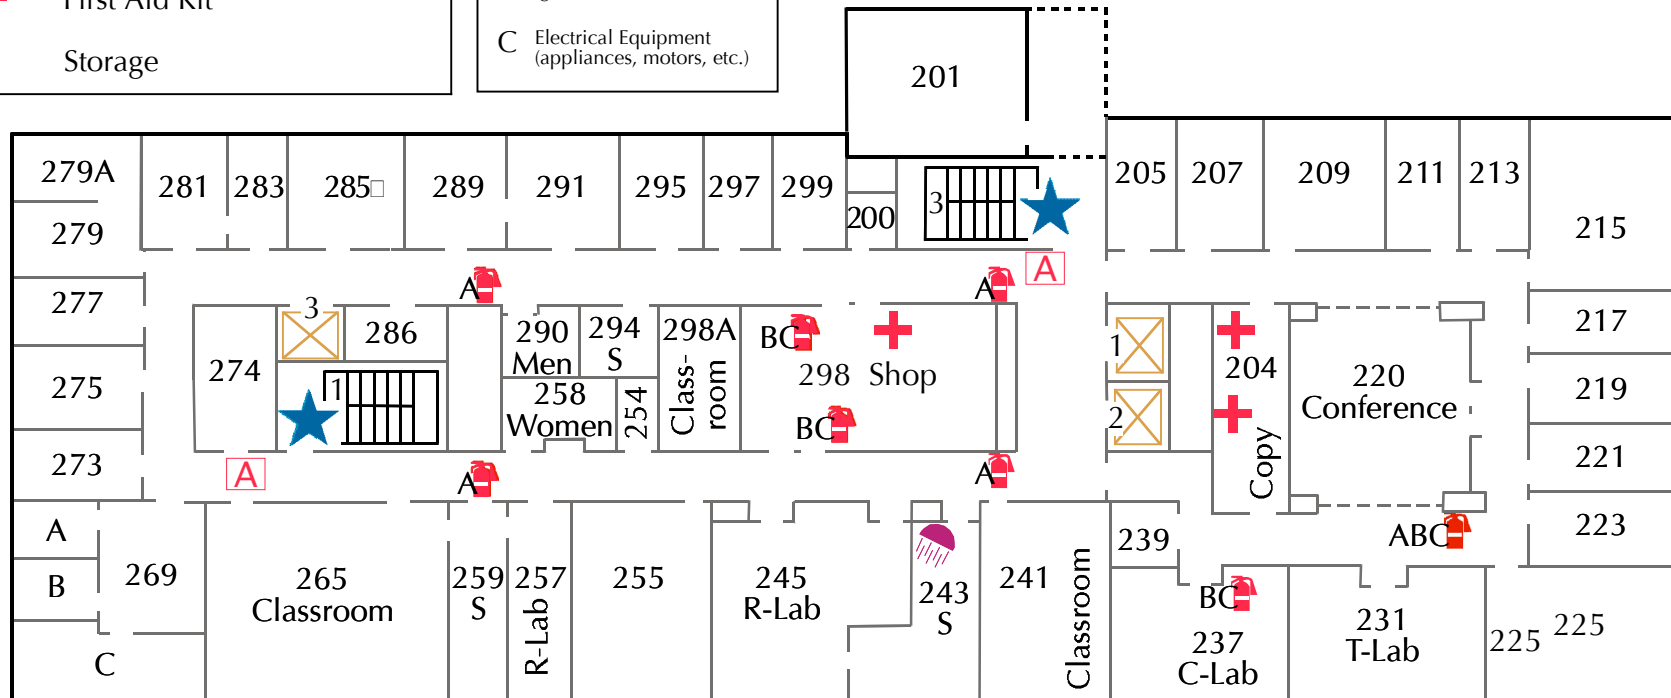 First Aid Kit
Storage
C Electrical Equipment
(appliances, motors, etc.)
201
279A
281
283
285
289
291
295
297
299
200
3
205
207
209
211
213
215
279
277
275
273
A
A
A
3
286
274
1
290
Men
294
S
298A
Class-
room
258
Women
254
BC
298 Shop
BC
1
2
204
Copy
220
Conference
217
219
221
223
A
A
A
ABC
A
B
C
269
265
Classroom
259
S
257
R-Lab
255
245
R-Lab
243
S
241
Classroom
239
BC
237
C-Lab
231
T-Lab
225
225